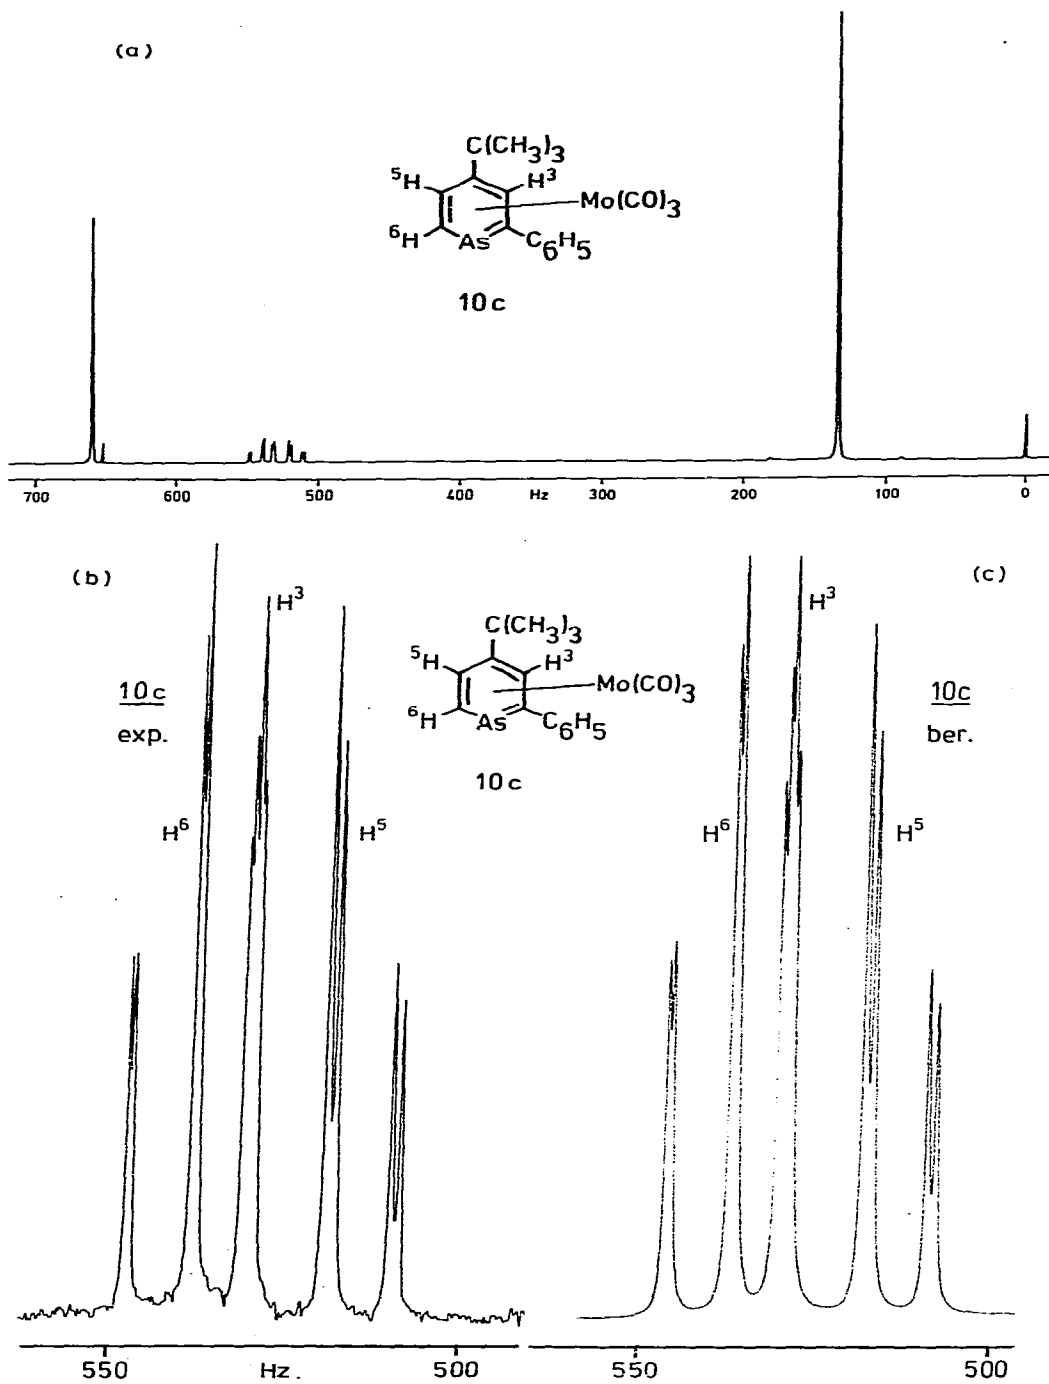 (a)
C(CH₃)₃
⁵H
H³
Mo(CO)₃
⁶H
As
C₆H₅
10c
700 600 500 400 Hz 300 200 100 0
(b)
(c)
H³
H³
C(CH₃)₃
⁵H
H³
Mo(CO)₃
⁶H
As
C₆H₅
10c
10c
exp.
10c
ber.
H⁶
H⁵
H⁶
H⁵
550 Hz. 500
550 500